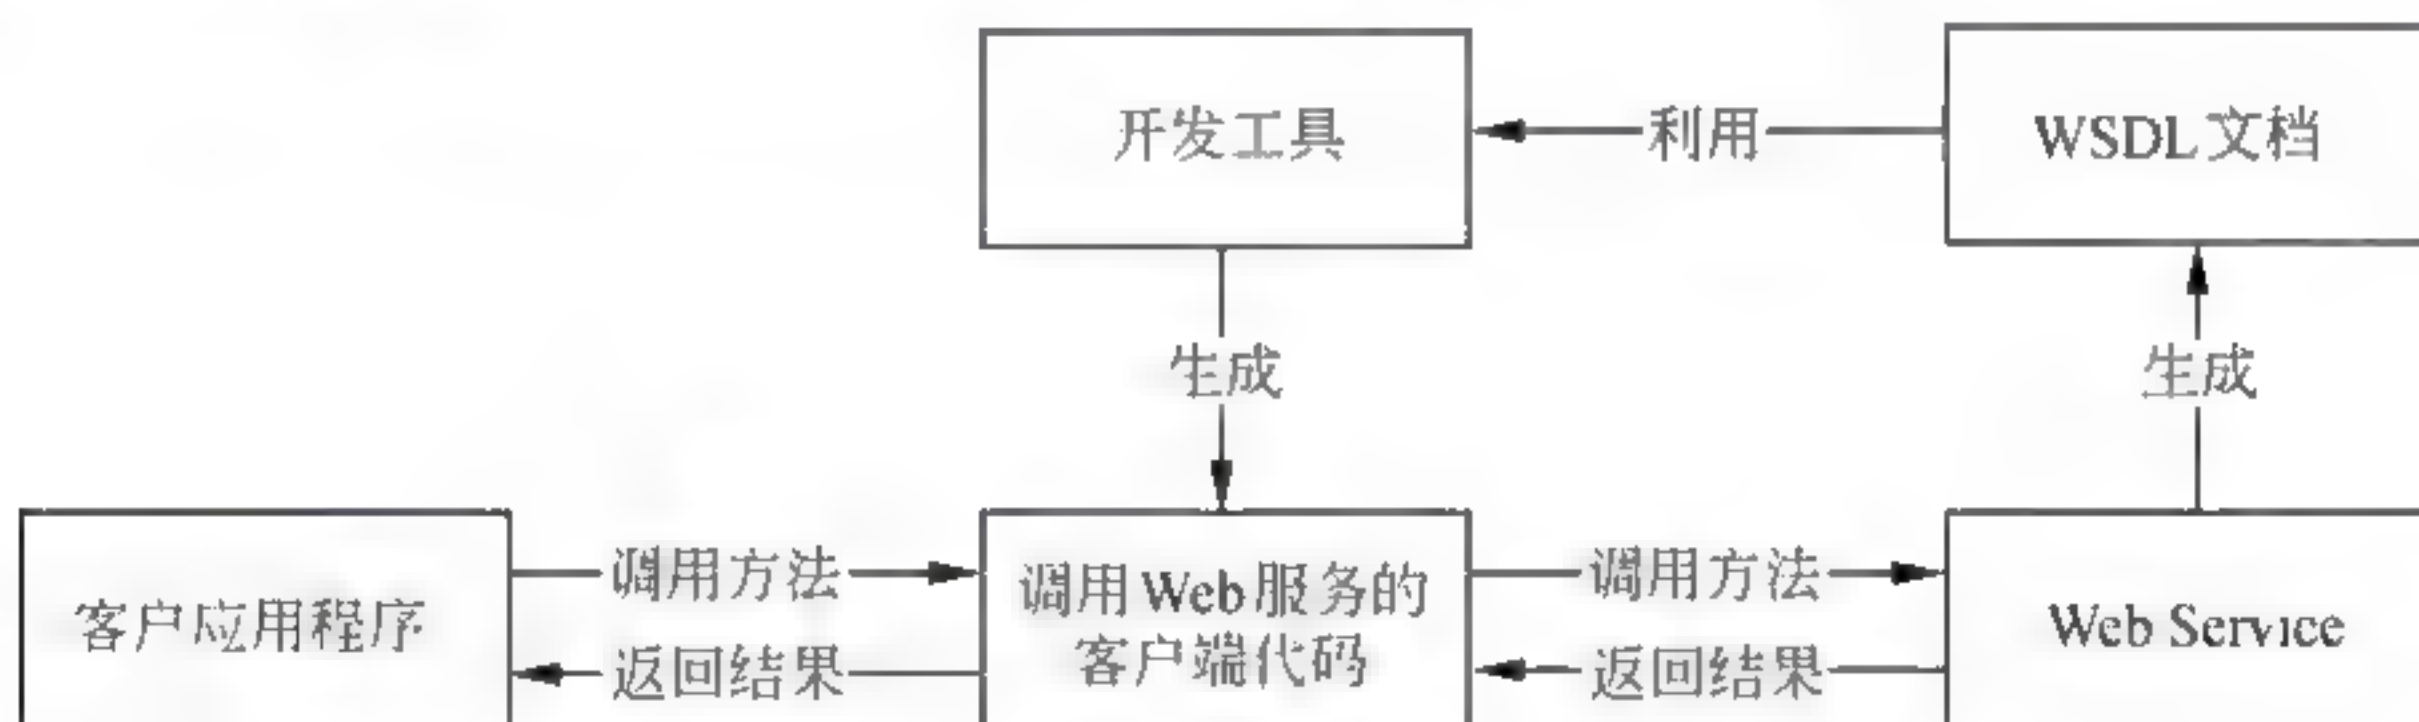 开发工具
利用
WSDL文档
生成
生成
客户应用程序
调用方法
返回结果
调用Web服务的
客户端代码
调用方法
返回结果
Web Service